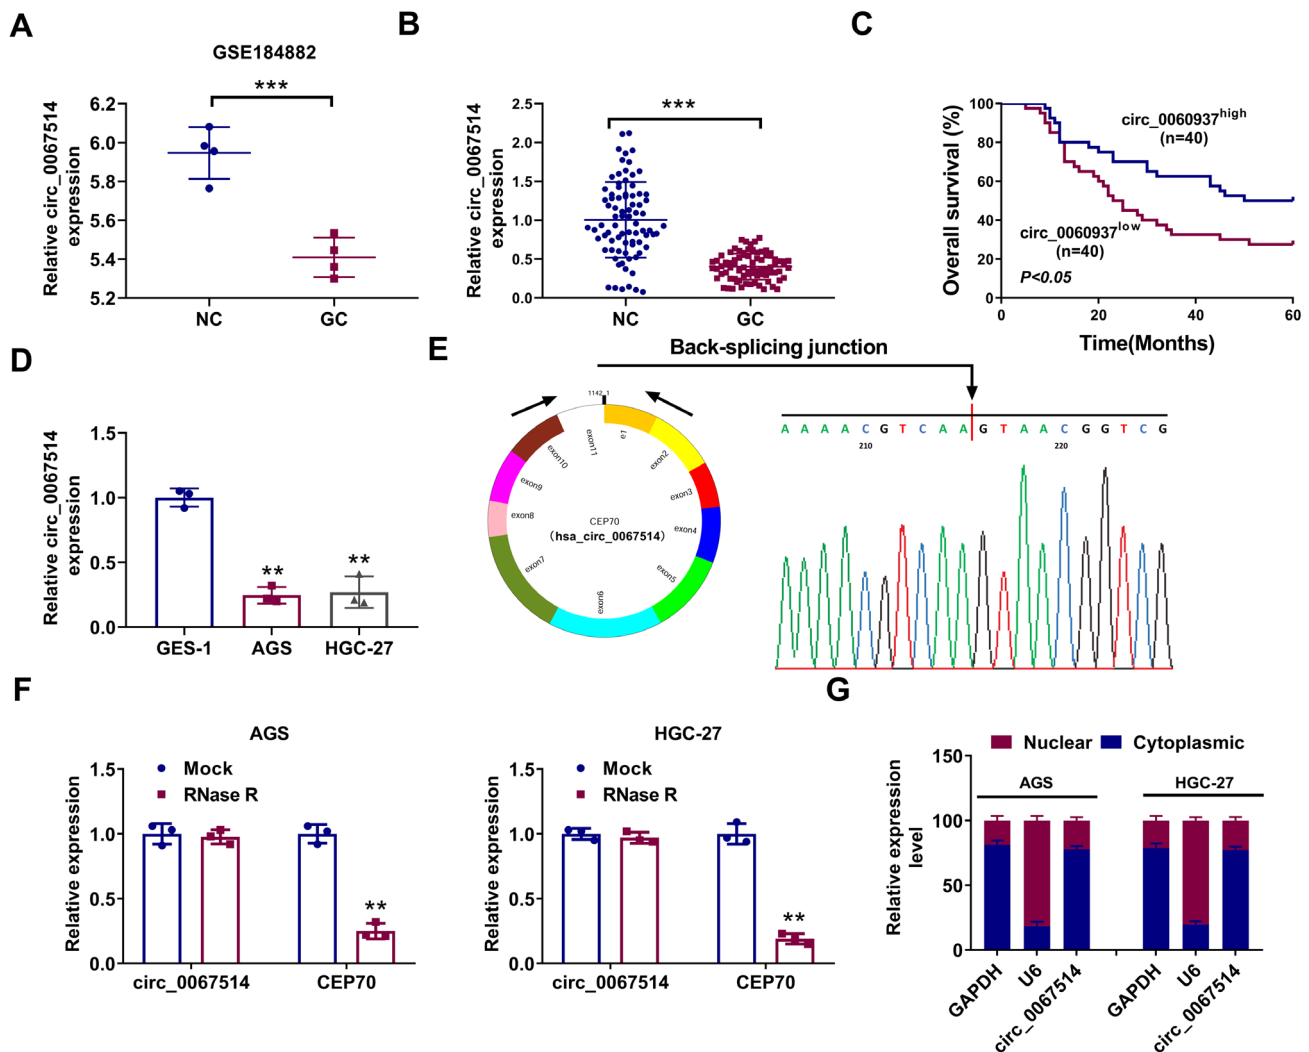 A
GSE184882
***
Relative circ_0067514
expression
6.2
6.0
5.8
5.6
5.4
5.2
NC
GC
B
***
Relative circ_0067514
expression
2.5
2.0
1.5
1.0
0.5
0.0
NC
GC
C
Overall survival (%)
100
80
60
40
20
0
circ_0060937high
(n=40)
circ_0060937low
(n=40)
P<0.05
0
20
40
60
Time(Months)
D
Relative circ_0067514
expression
1.5
1.0
0.5
0.0
**
**
GES-1
AGS
HGC-27
E
Back-splicing junction
1142
1
e1
exon2
exon3
exon4
exon5
exon6
exon7
exon8
exon9
exon10
exon11
CEP70
(hsa_circ_0067514)
A A A A C G T C A A G T A A C G G T C G
210
220
F
AGS
Relative expression
1.5
1.0
0.5
0.0
Mock
RNase R
**
circ_0067514
CEP70
HGC-27
Relative expression
1.5
1.0
0.5
0.0
Mock
RNase R
**
circ_0067514
CEP70
G
Nuclear
Cytoplasmic
AGS
HGC-27
Relative expression
level
100
50
0
GAPDH
U6
circ_0067514
GAPDH
U6
circ_0067514